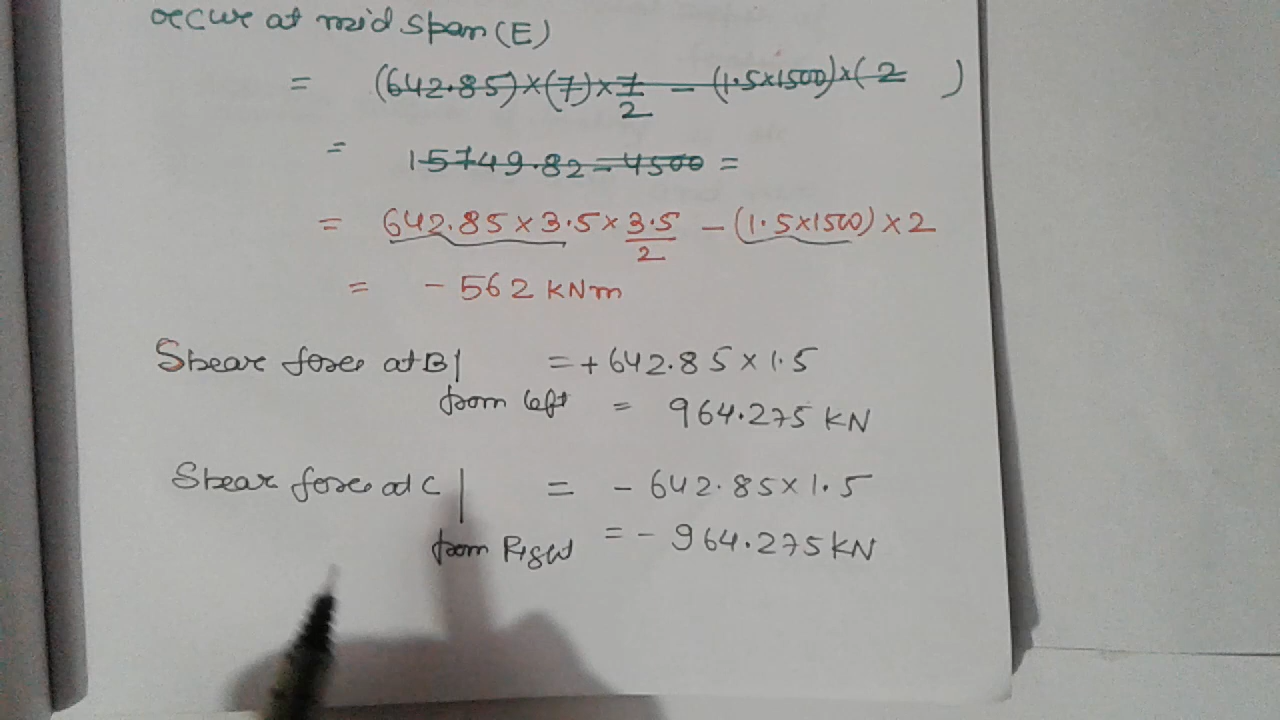 occur at mid span (E)
= (642.85)×(7)×7/2 - (1.5×1500)×(2 )
= 15749.82 - 4500 =
= 642.85×3.5×3.5/2 - (1.5×1500)×2
= - 562 KNm
Shear force at B| = + 642.85×1.5
from left = 964.275 KN
Shear force at C| = - 642.85×1.5
from Right = - 964.275 KN